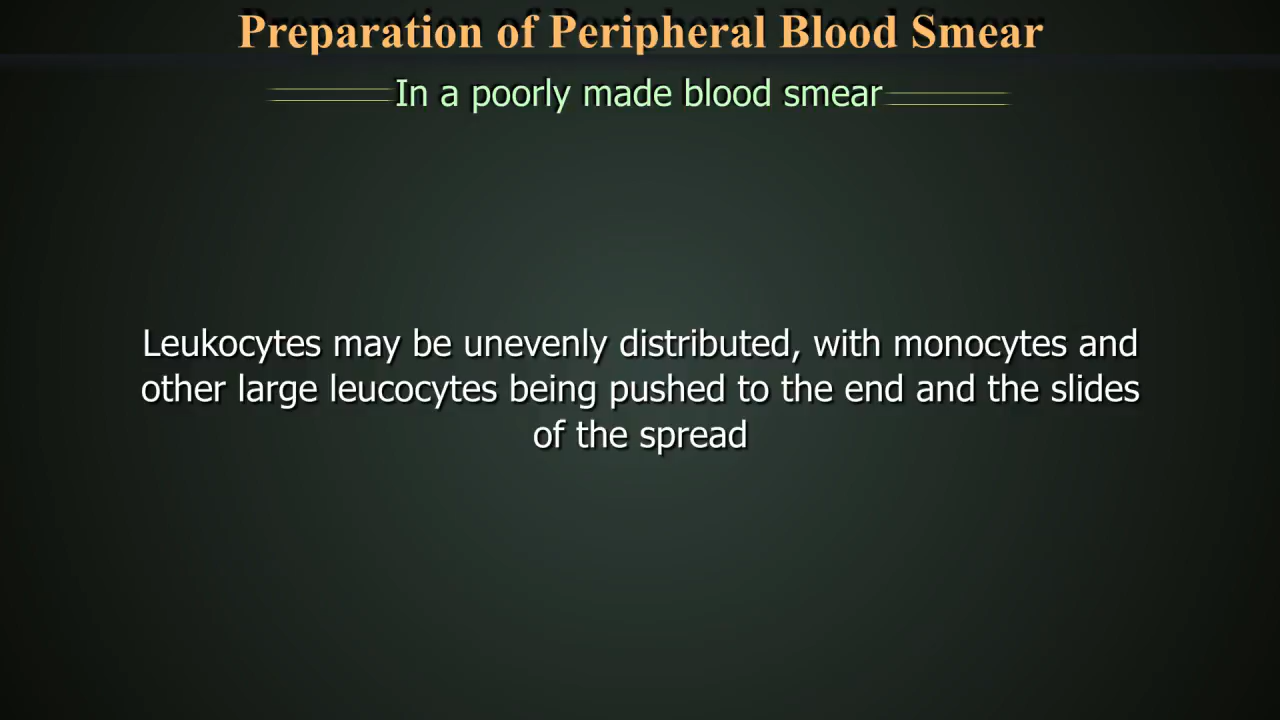 Preparation of Peripheral Blood Smear
In a poorly made blood smear
Leukocytes may be unevenly distributed, with monocytes and
other large leucocytes being pushed to the end and the slides
of the spread